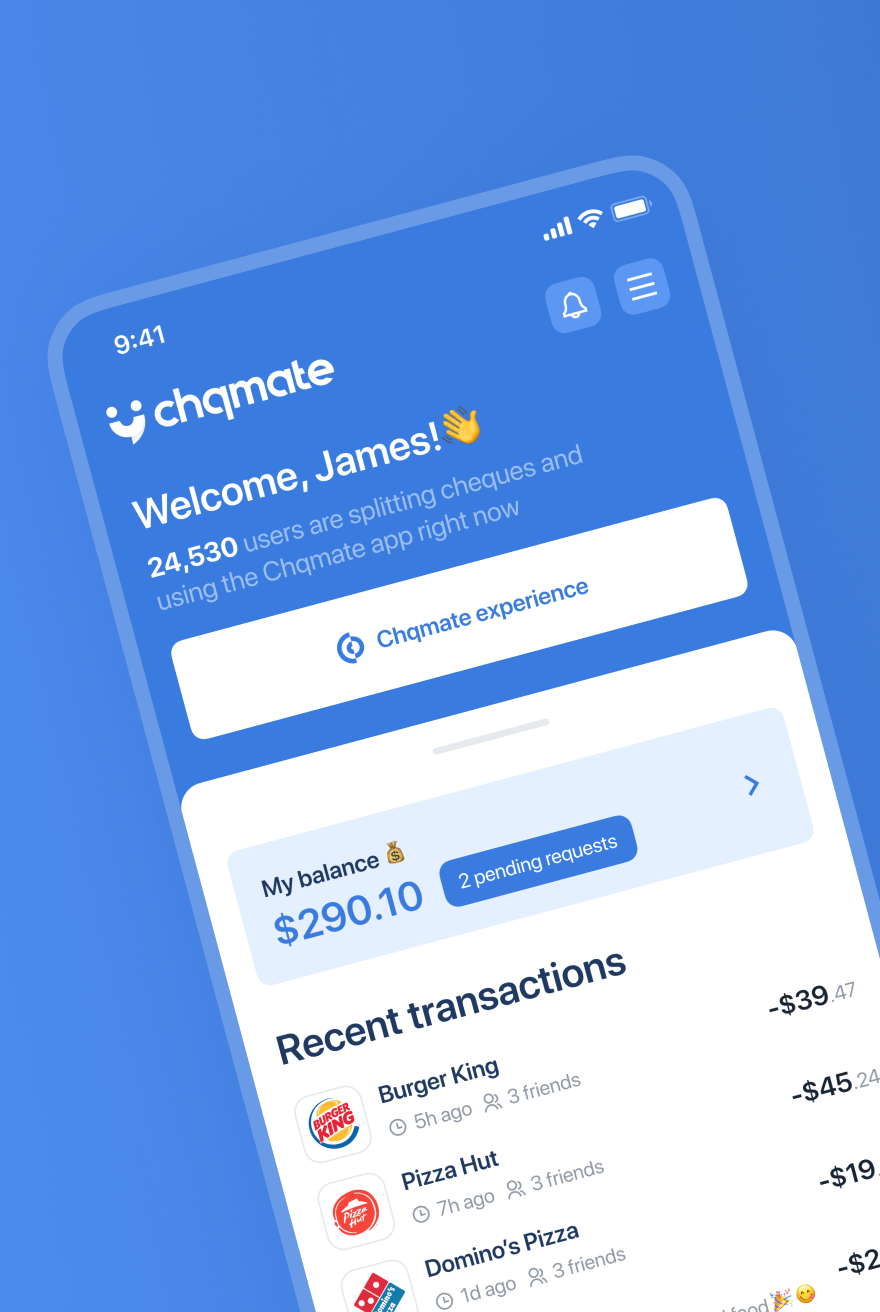 9:41
chqmate
Welcome, James!👋
24,530 users are splitting cheques and
using the Chqmate app right now
Chqmate experience
My balance 💰
$290.10
2 pending requests
Recent transactions
BURGER KING
Burger King
5h ago 3 friends
-$39.47
Pizza Hut
Pizza Hut
7h ago 3 friends
-$45.24
Domino's Pizza
Domino's Pizza
1d ago 3 friends
-$19.
food🎉😋
-$2